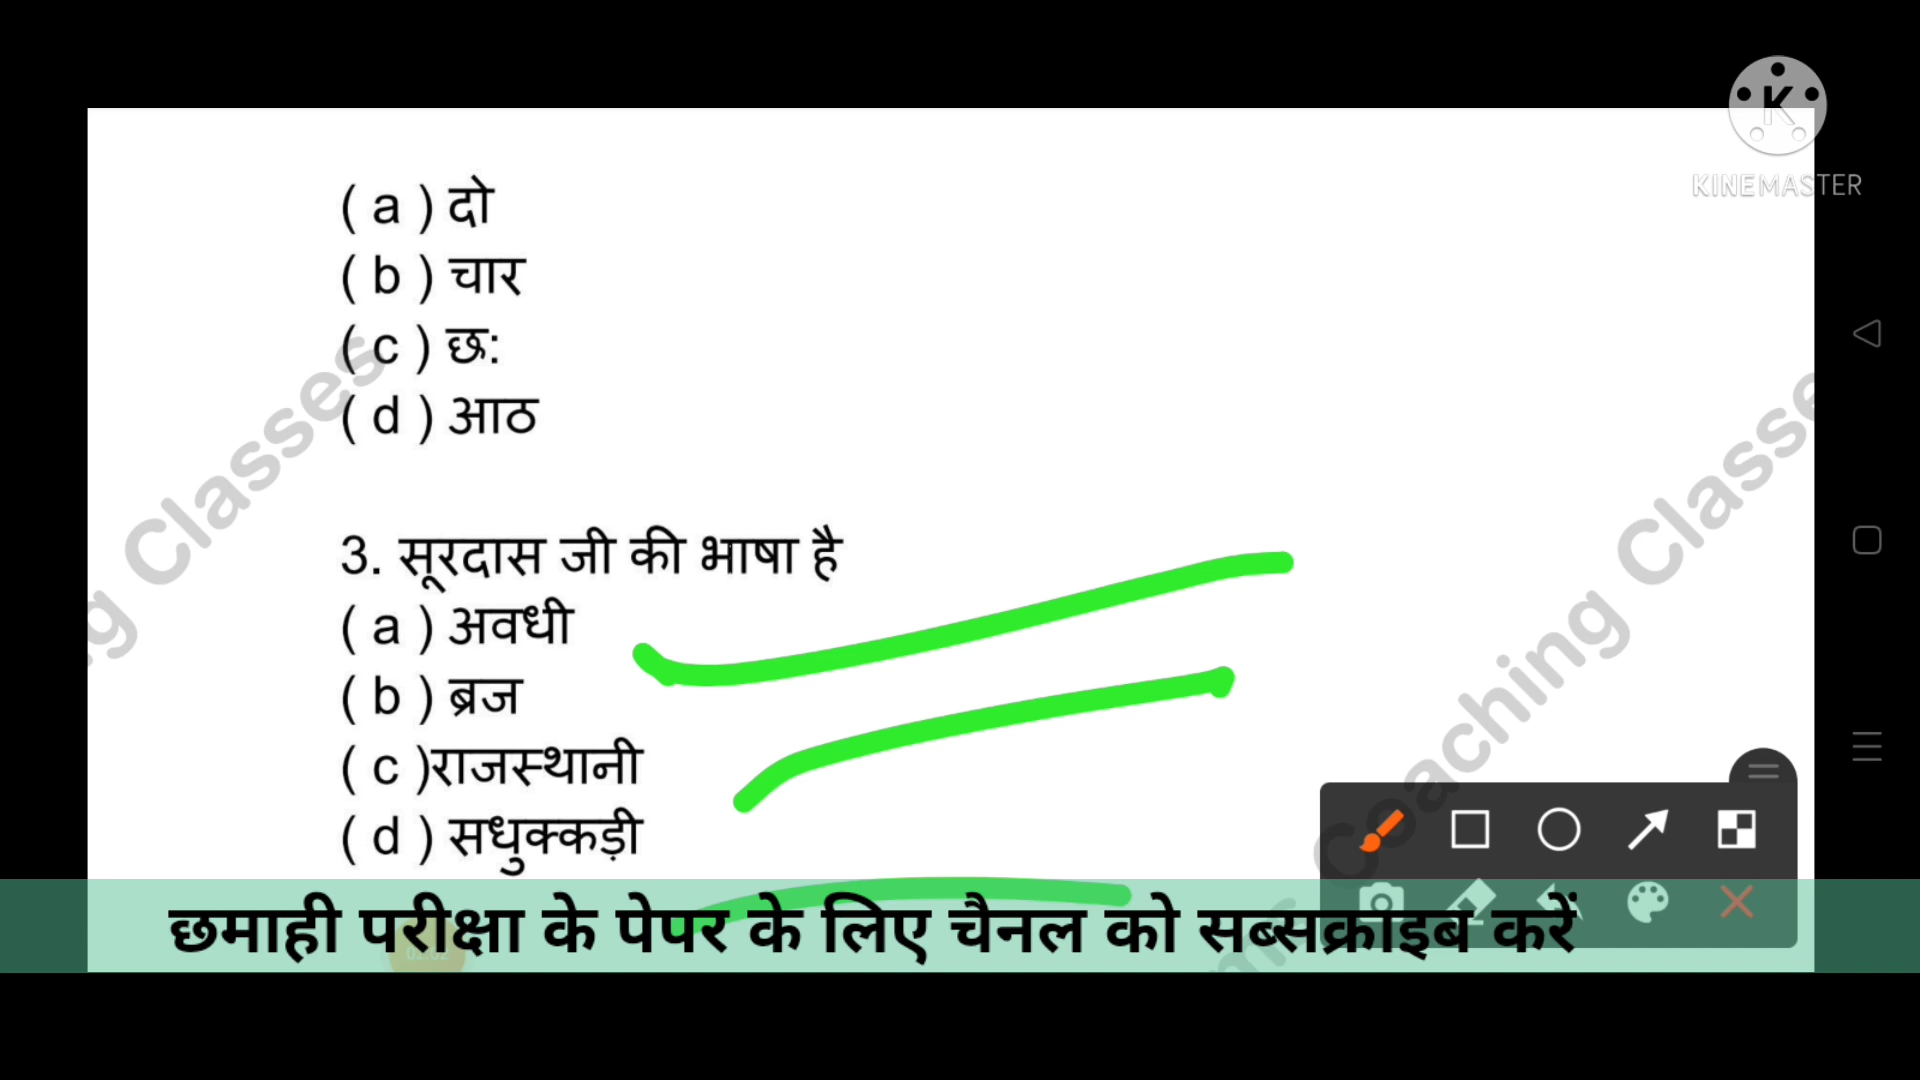 KINEMASTER
( a ) दो
( b ) चार
( c ) छ:
( d ) आठ
3. सूरदास जी की भाषा है
( a ) अवधी
( b ) ब्रज
( c )राजस्थानी
( d ) सधुक्कड़ी
Classes
Coaching Classe
छमाही परीक्षा के पेपर के लिए चैनल को सब्सक्राइब करें